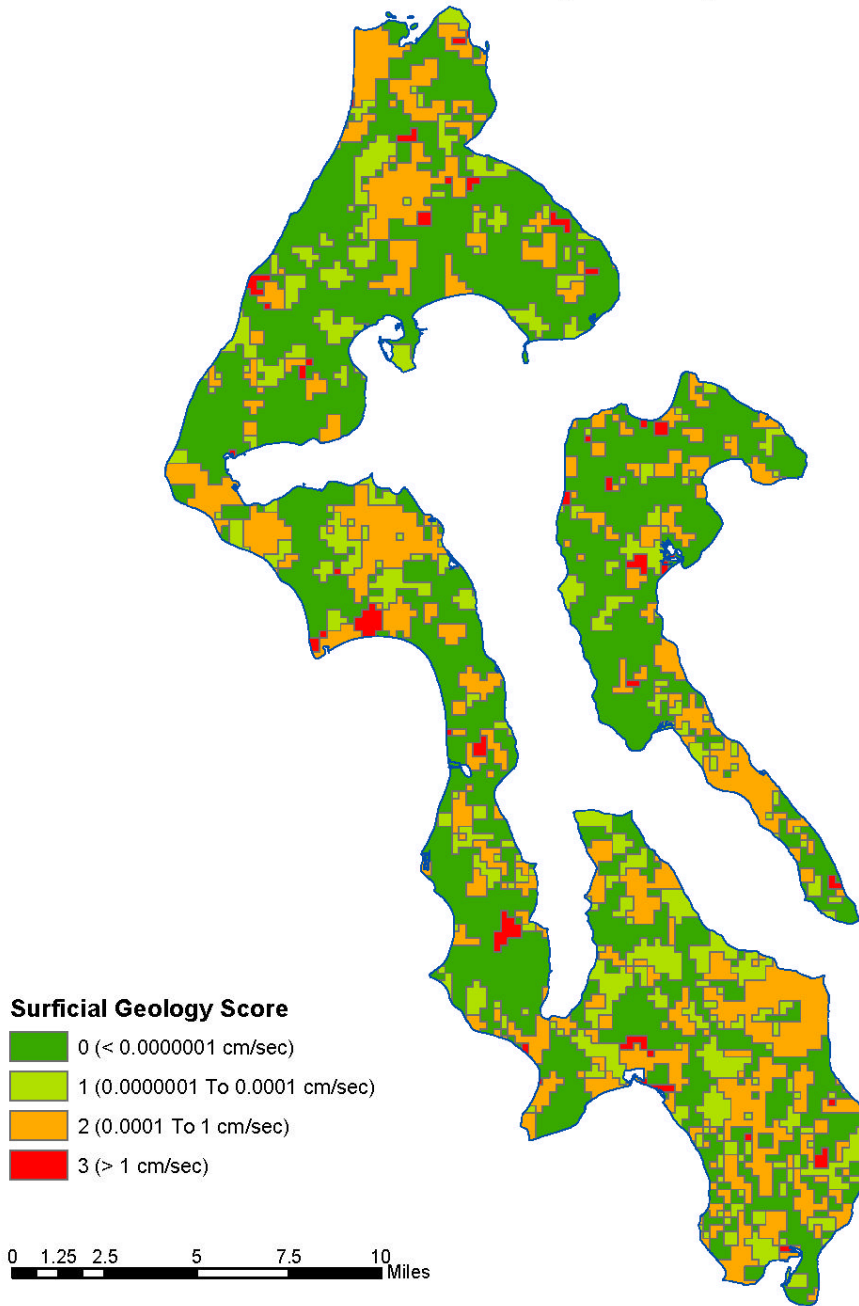 Surficial Geology Score
0 (< 0.0000001 cm/sec)
1 (0.0000001 To 0.0001 cm/sec)
2 (0.0001 To 1 cm/sec)
3 (> 1 cm/sec)
0 1.25 2.5 5 7.5 10
Miles